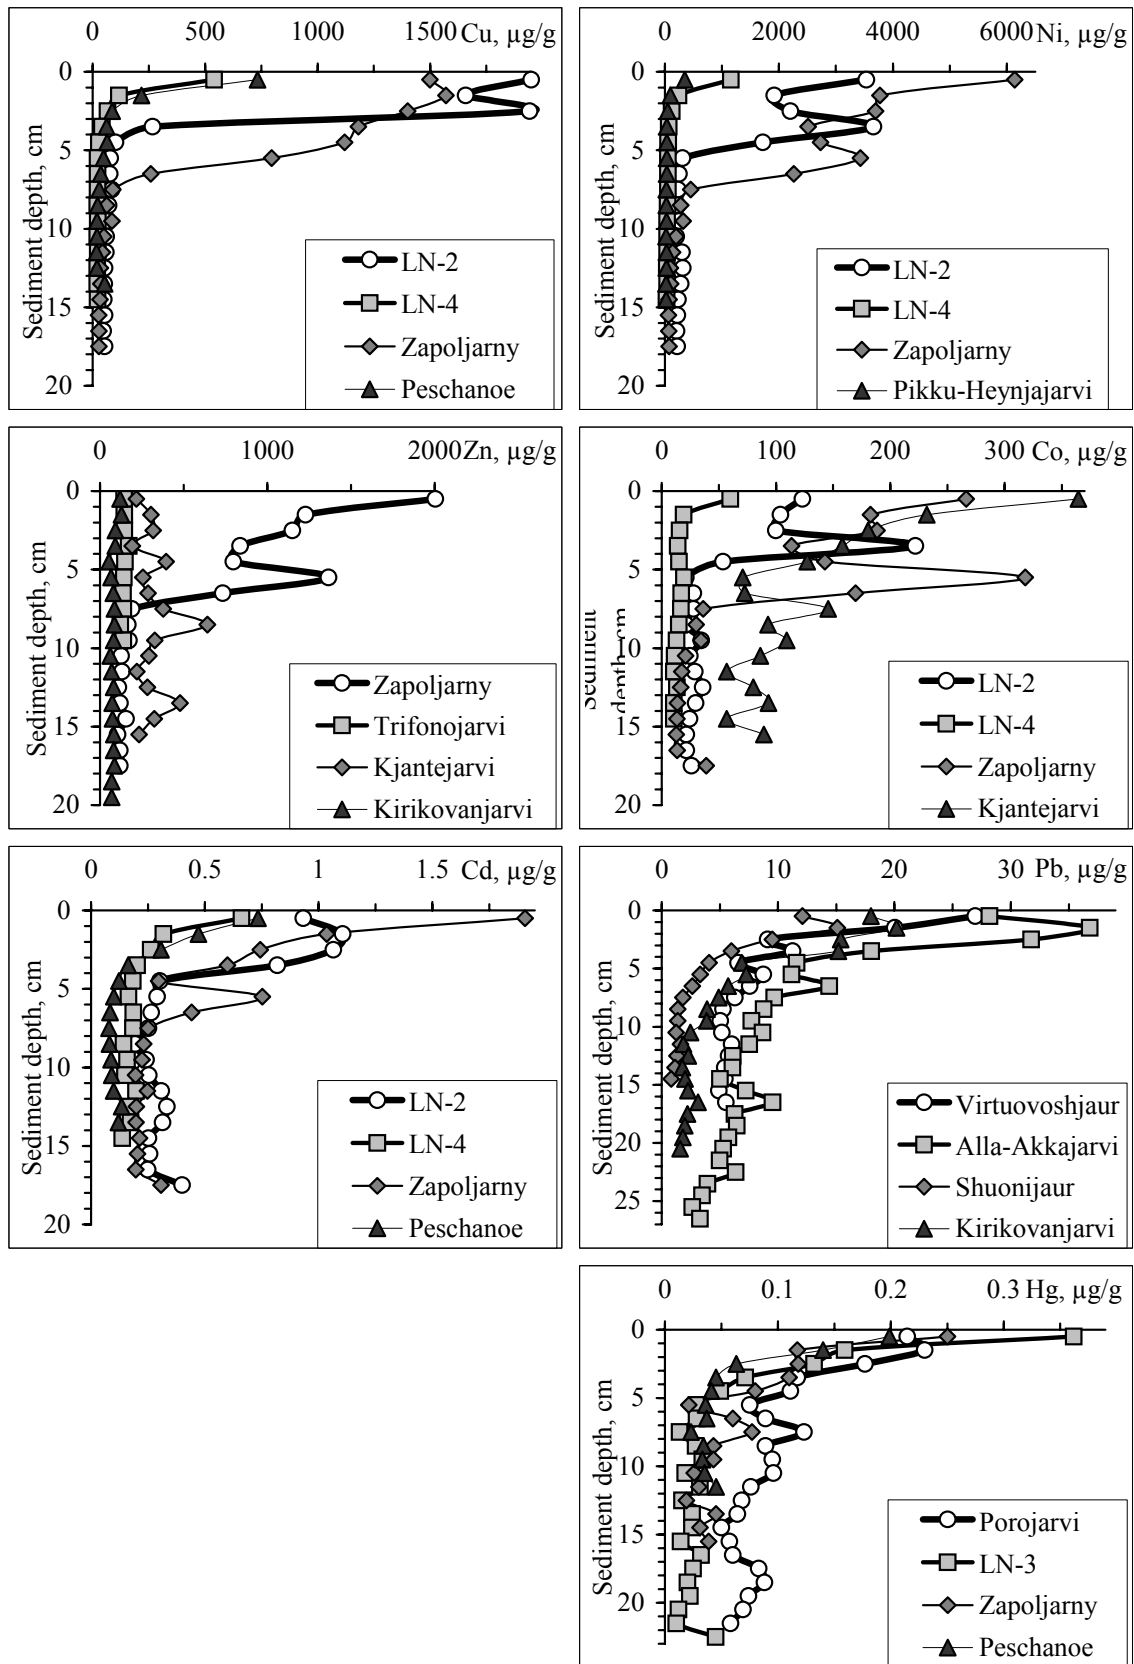 0 500 1000 1500 Cu, µg/g
0
5
10
15
20
Sediment depth, cm
LN-2
LN-4
Zapoljarny
Peschanoe
0 2000 4000 6000 Ni, µg/g
0
5
10
15
20
Sediment depth, cm
LN-2
LN-4
Zapoljarny
Pikku-Heynjajarvi
0 1000 2000 Zn, µg/g
0
5
10
15
20
Sediment depth, cm
Zapoljarny
Trifonojarvi
Kjantejarvi
Kirikovanjarvi
0 100 200 300 Co, µg/g
0
5
10
15
20
Sediment
depth, cm
LN-2
LN-4
Zapoljarny
Kjantejarvi
0 0.5 1 1.5 Cd, µg/g
0
5
10
15
20
Sediment depth, cm
LN-2
LN-4
Zapoljarny
Peschanoe
0 10 20 30 Pb, µg/g
0
5
10
15
20
25
Sediment depth, cm
Virtuovoshjaur
Alla-Akkajarvi
Shuonijaur
Kirikovanjarvi
0 0.1 0.2 0.3 Hg, µg/g
0
5
10
15
20
Sediment depth, cm
Porojarvi
LN-3
Zapoljarny
Peschanoe